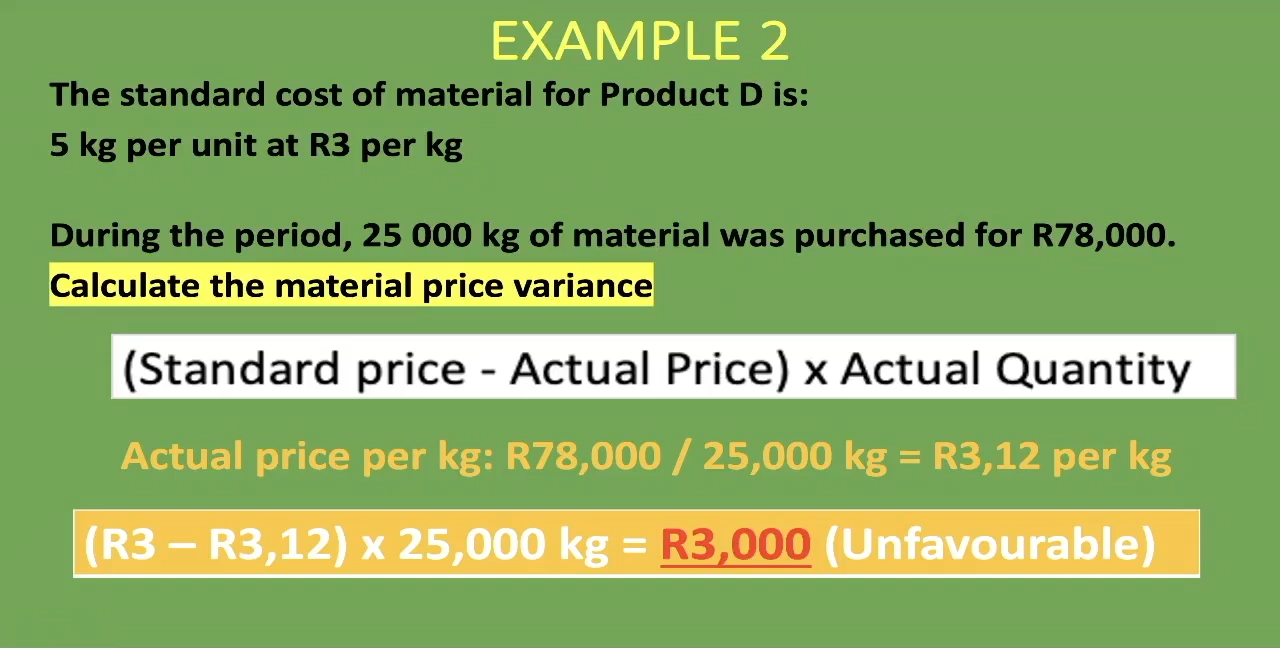 EXAMPLE 2
The standard cost of material for Product D is:
5 kg per unit at R3 per kg
During the period, 25 000 kg of material was purchased for R78,000.
Calculate the material price variance
(Standard price - Actual Price) x Actual Quantity
Actual price per kg: R78,000 / 25,000 kg = R3,12 per kg
(R3 – R3,12) x 25,000 kg = R3,000 (Unfavourable)